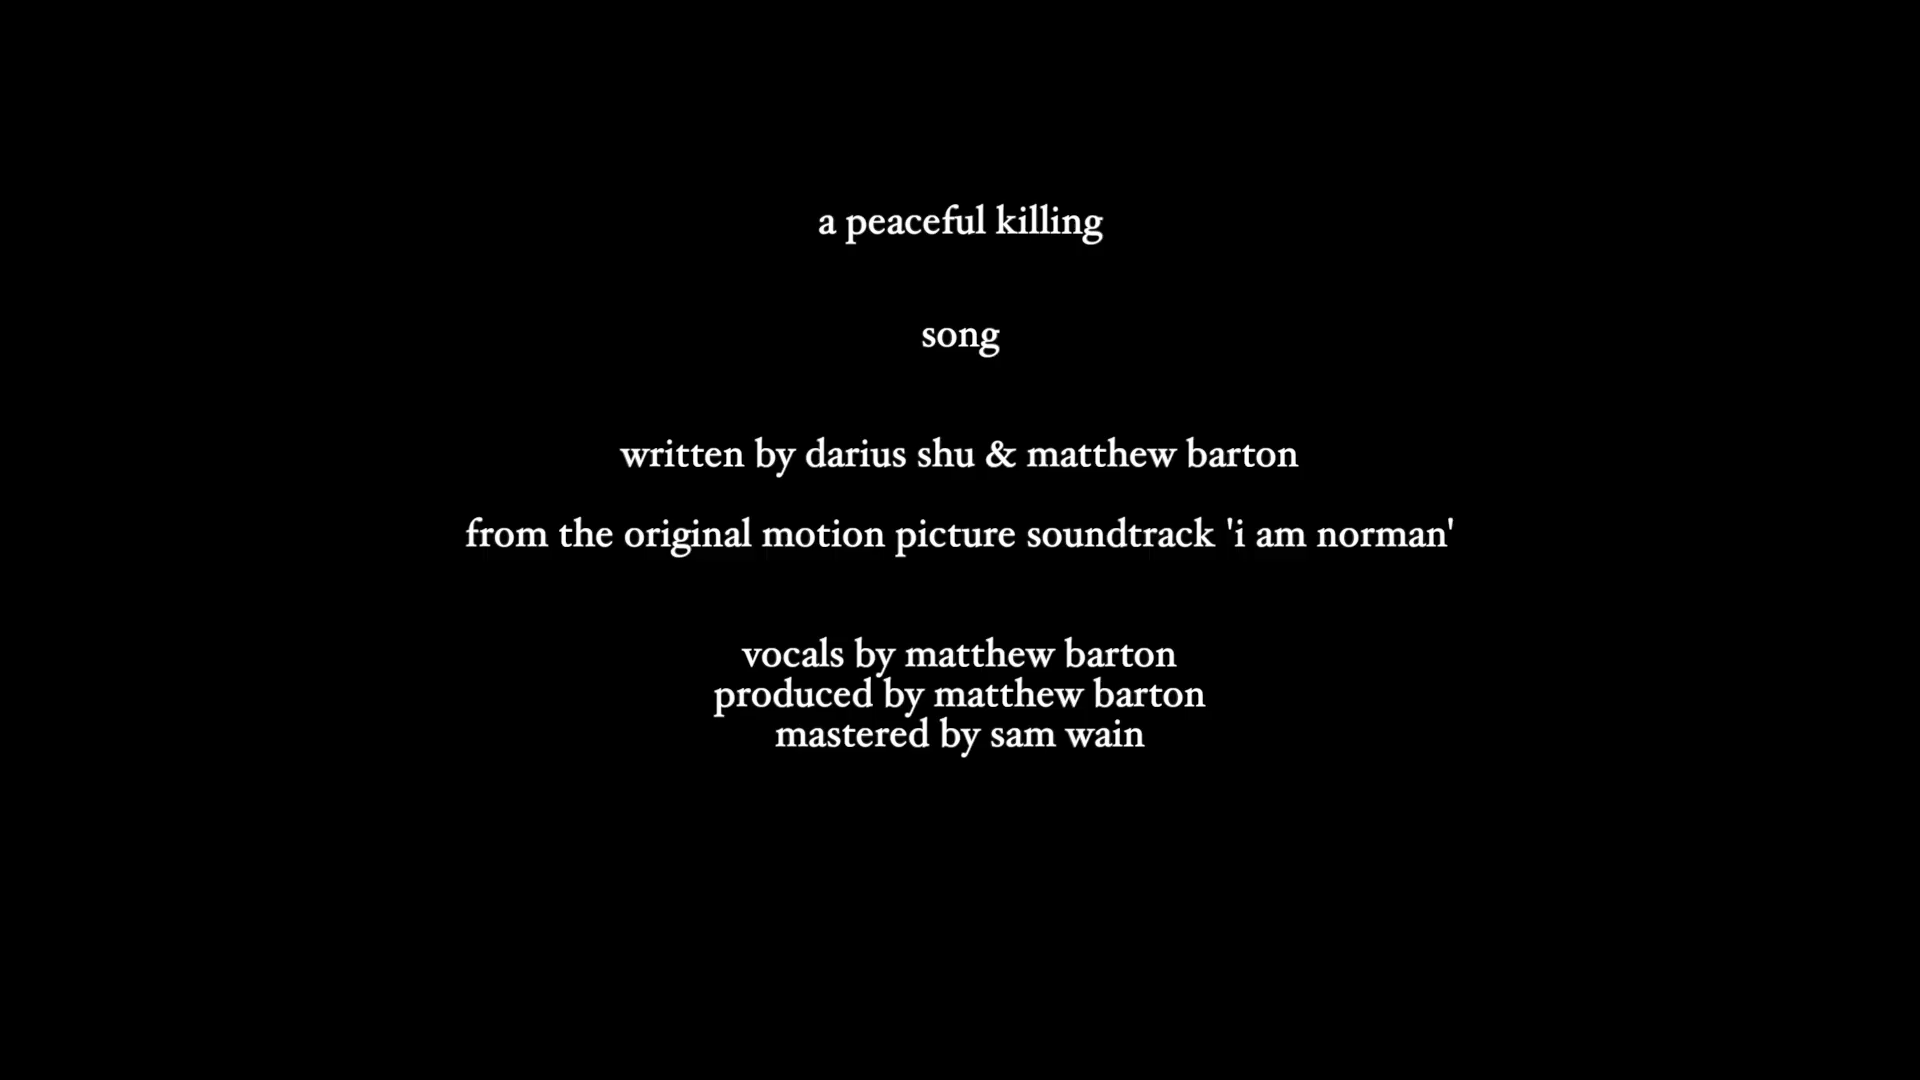 a peaceful killing
song
written by darius shu & matthew barton
from the original motion picture soundtrack 'i am norman'
vocals by matthew barton
produced by matthew barton
mastered by sam wain